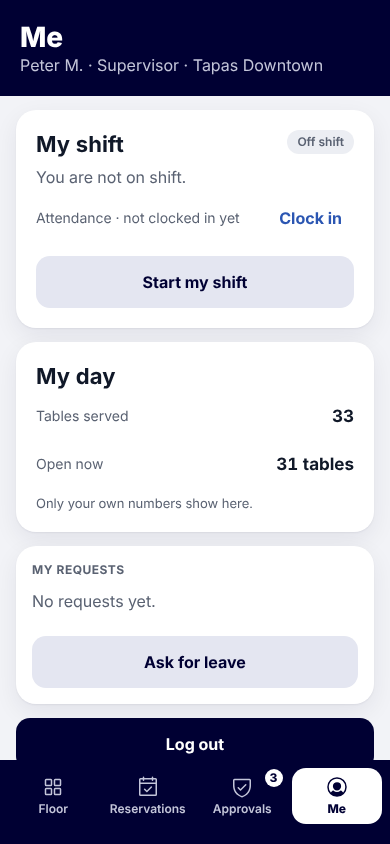 Me
Peter M. · Supervisor · Tapas Downtown
My shift
Off shift
You are not on shift.
Attendance · not clocked in yet
Clock in
Start my shift
My day
Tables served
33
Open now
31 tables
Only your own numbers show here.
MY REQUESTS
No requests yet.
Ask for leave
Log out
3
Floor
Reservations
Approvals
Me